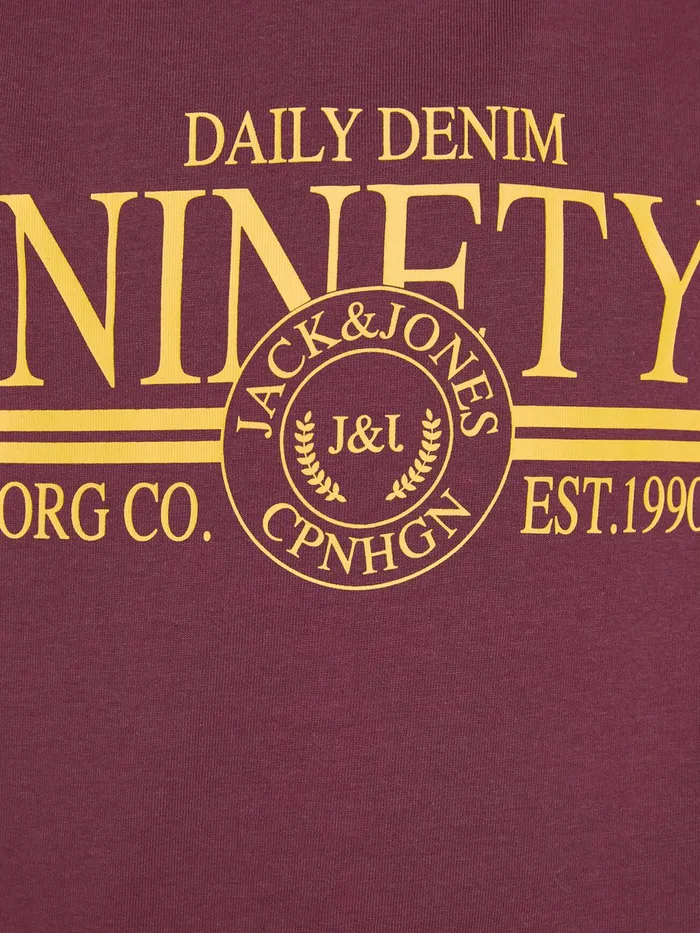 DAILY DENIM
NINETY
JACK&JONES
J&J
CPNHGN
ORG CO.
EST.1990